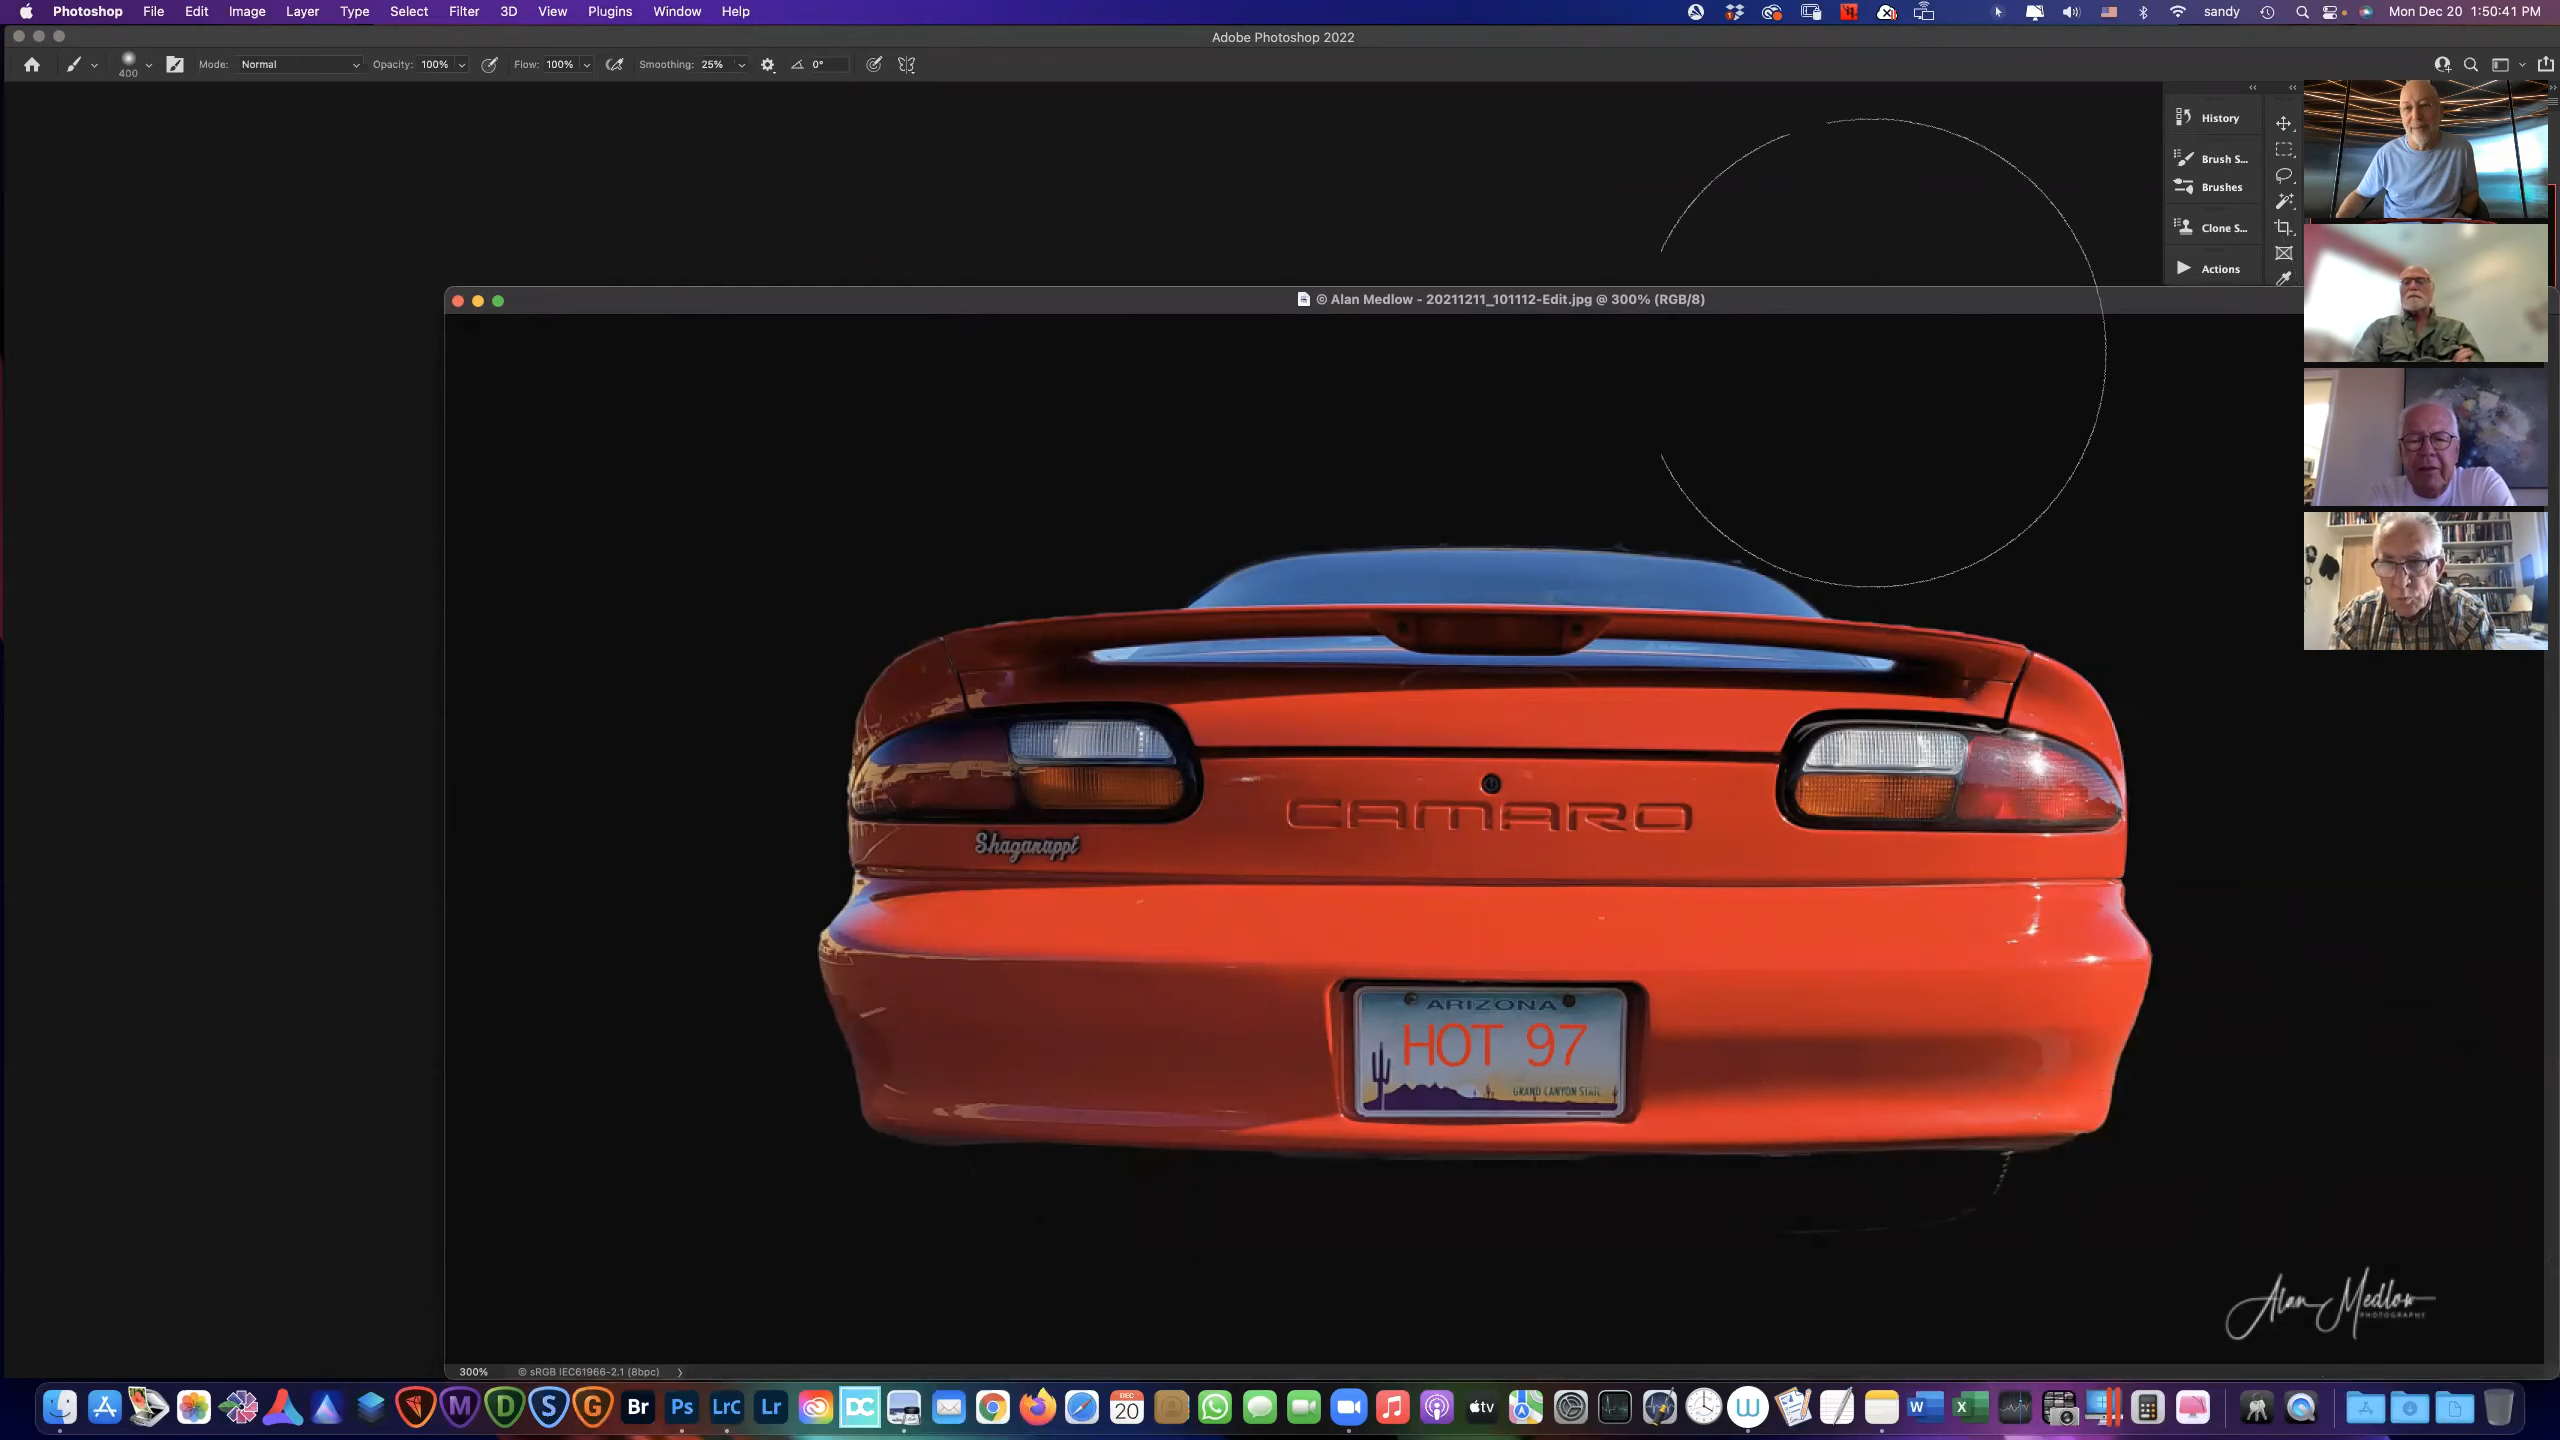 Photoshop File Edit Image Layer Type Select Filter 3D View Plugins Window Help
sandy Mon Dec 20 1:50:41 PM
Adobe Photoshop 2022
400 Mode: Normal Opacity: 100% Flow: 100% Smoothing: 25% 0°
History
Brush S...
Brushes
Clone S...
Actions
© Alan Medlow - 20211211_101112-Edit.jpg @ 300% (RGB/8)
CAMARO
Shaganappi
ARIZONA
HOT 97
GRAND CANYON STATE
Alan Medlow
PHOTOGRAPHY
300% © sRGB IEC61966-2.1 (8bpc)
M D S G Br Ps LrC Lr DC DEC 20 tv W X